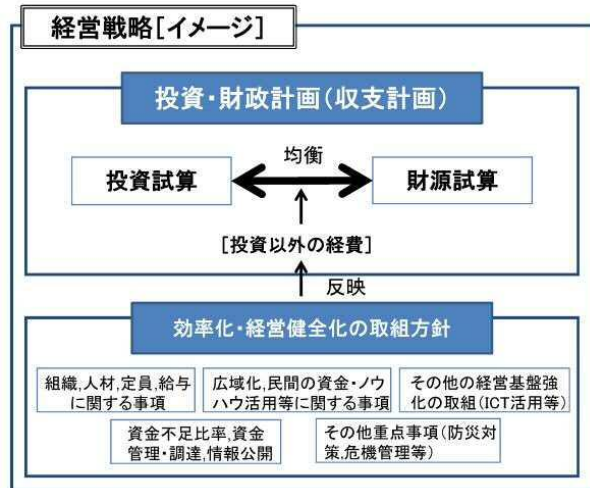 経営戦略[イメージ]
投資・財政計画(収支計画)
均衡
投資試算
財源試算
[投資以外の経費]
反映
効率化・経営健全化の取組方針
組織,人材,定員,給与
に関する事項
広域化,民間の資金・ノウ
ハウ活用等に関する事項
その他の経営基盤強
化の取組(ICT活用等)
資金不足比率,資金
管理・調達,情報公開
その他重点事項(防災対
策,危機管理等)